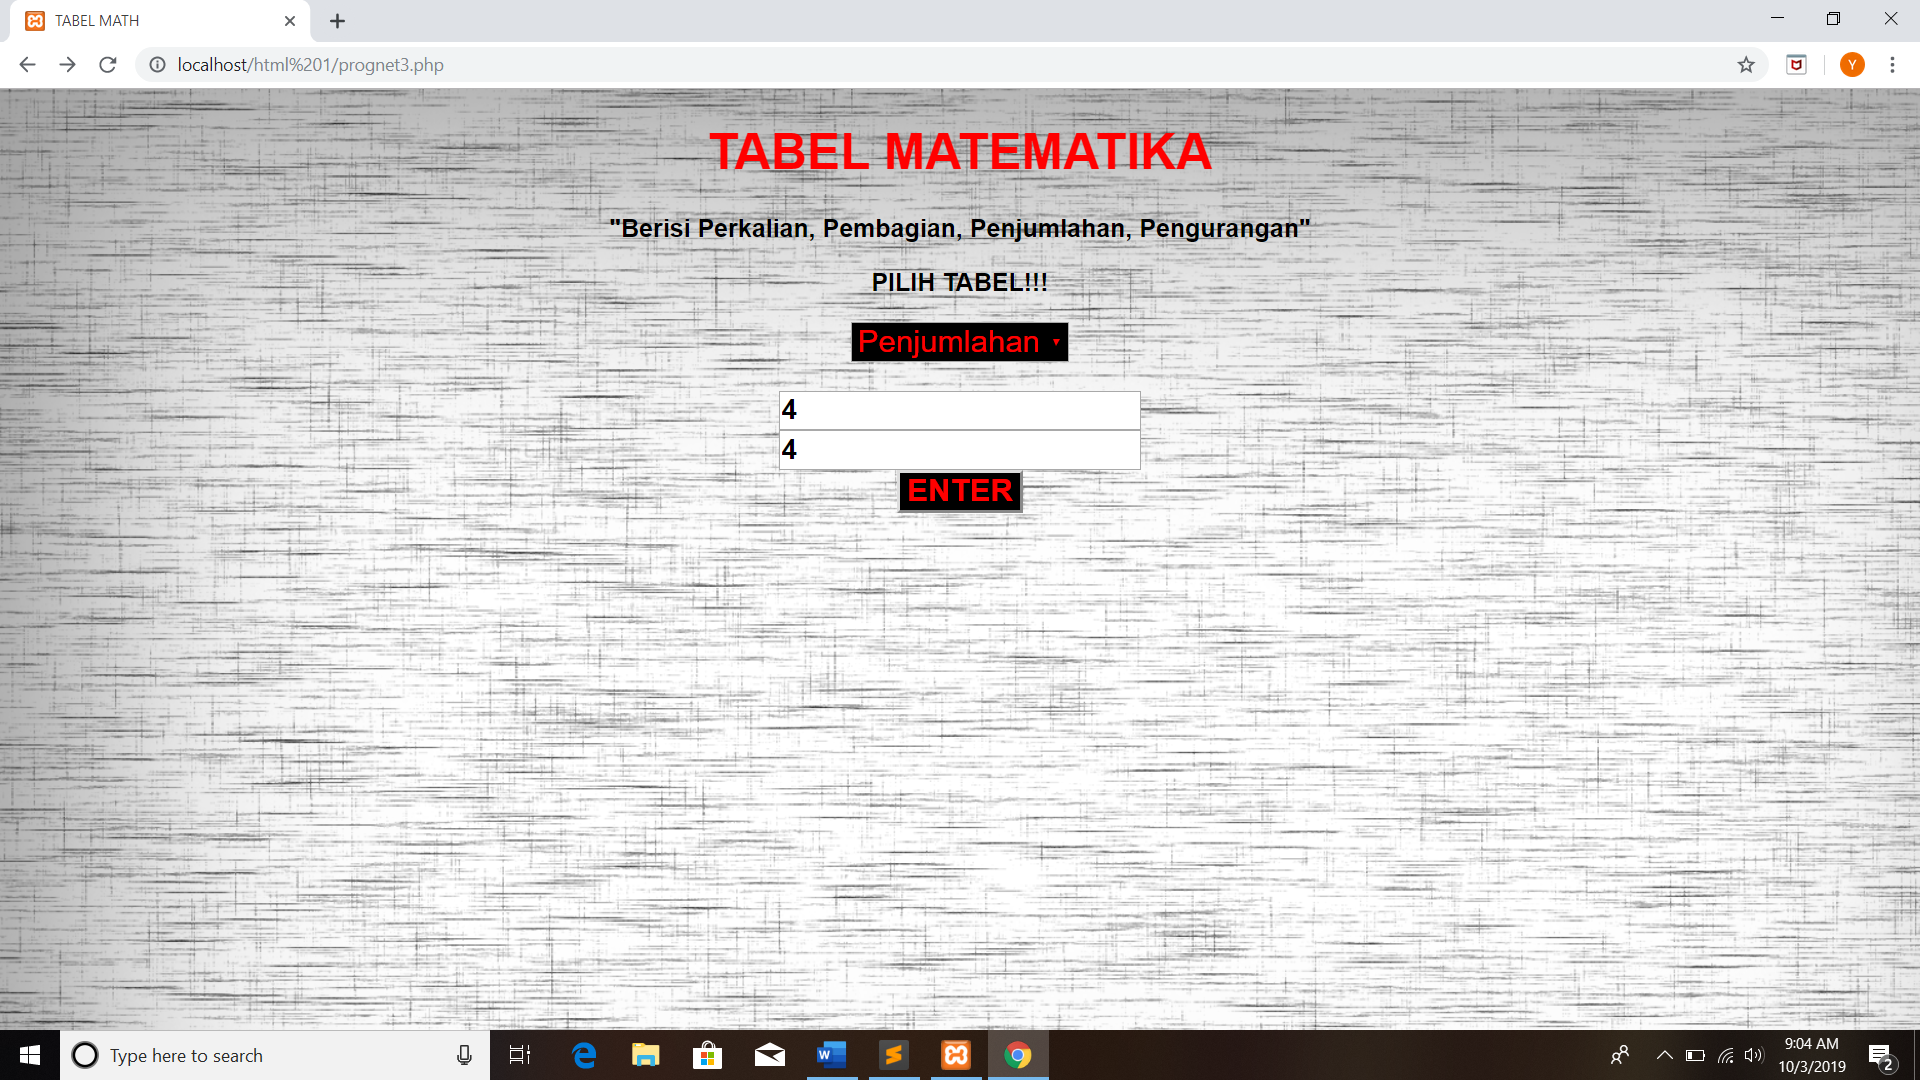 TABEL MATH
localhost/html%201/prognet3.php
Y
TABEL MATEMATIKA
"Berisi Perkalian, Pembagian, Penjumlahan, Pengurangan"
PILIH TABEL!!!
Penjumlahan
4
4
ENTER
Type here to search
9:04 AM
10/3/2019
2